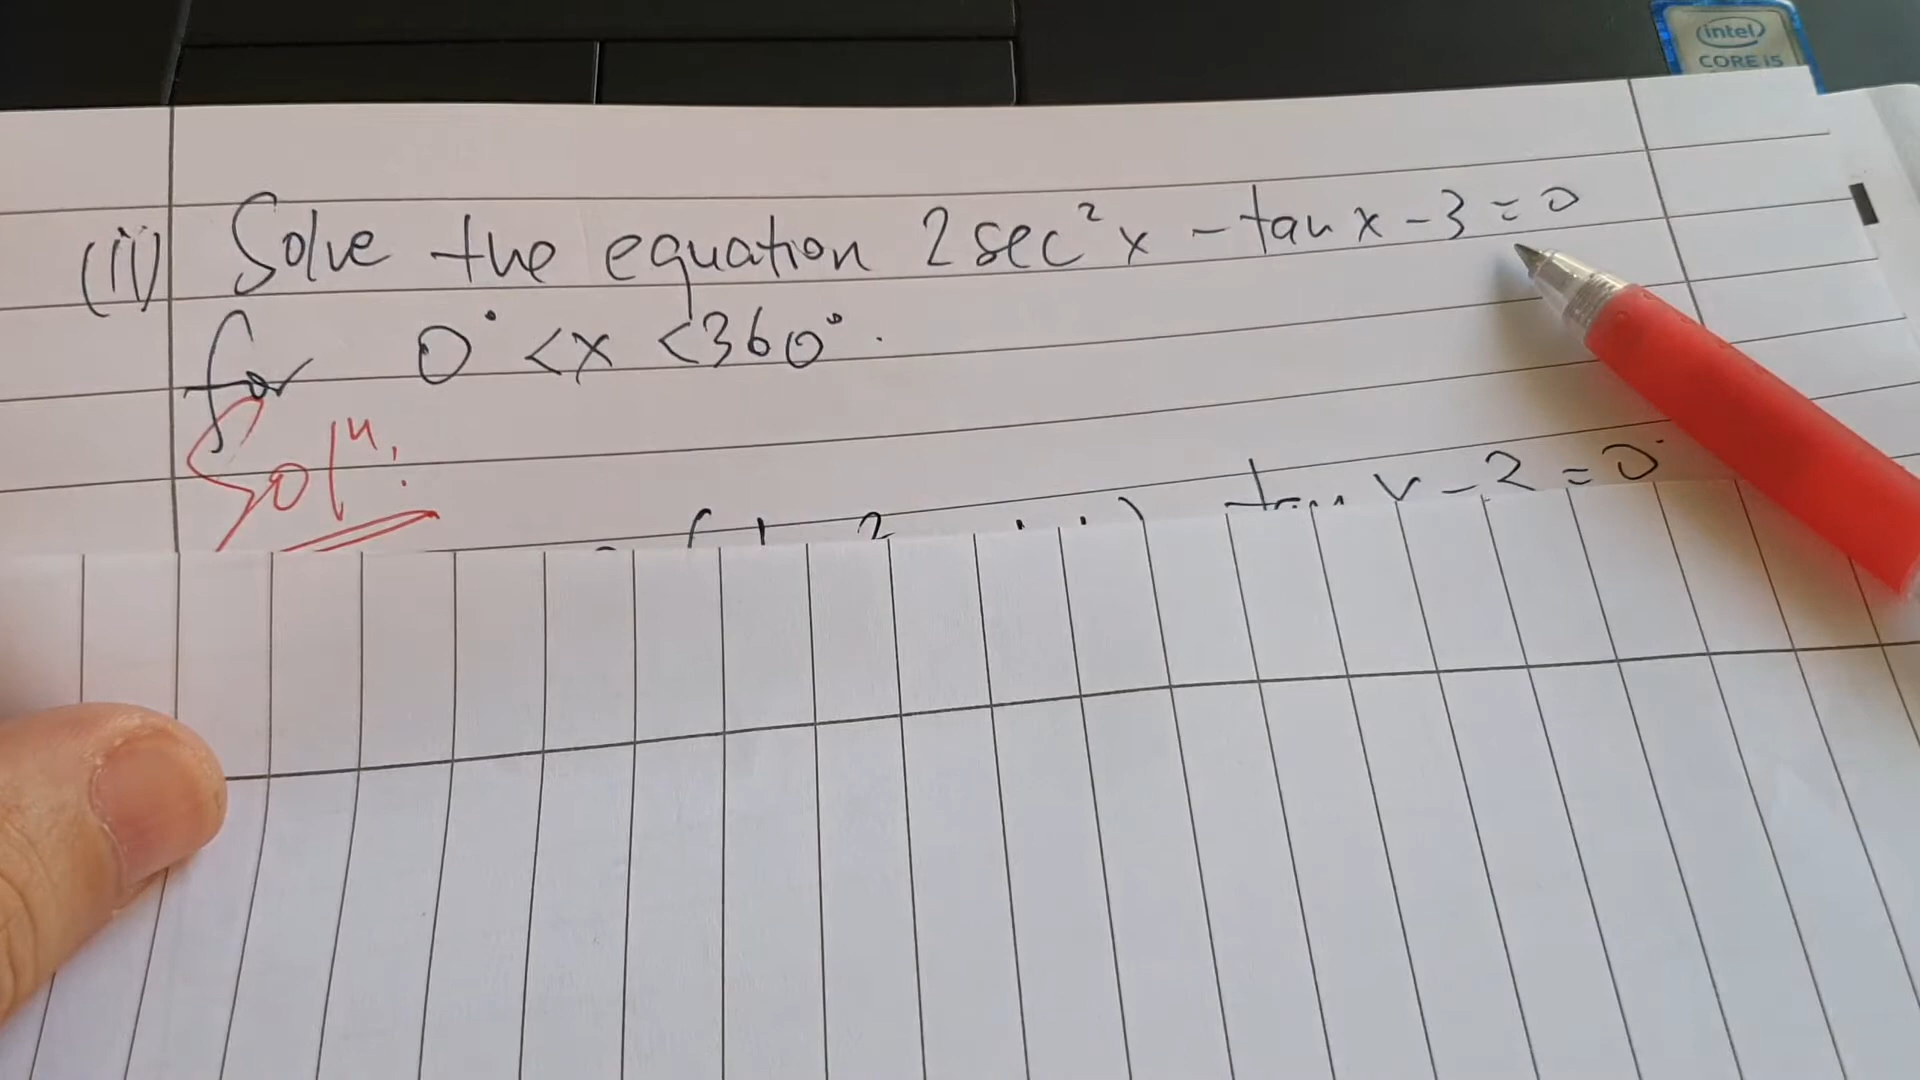 intel
CORE i5
(ii) Solve the equation 2sec²x - tan x - 3 = 0
for 0° < x < 360°.
Solⁿ: